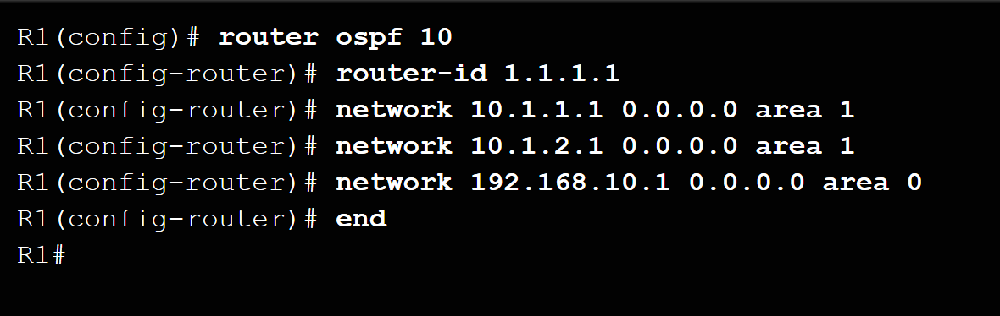 R1(config)# router ospf 10
R1(config-router)# router-id 1.1.1.1
R1(config-router)# network 10.1.1.1 0.0.0.0 area 1
R1(config-router)# network 10.1.2.1 0.0.0.0 area 1
R1(config-router)# network 192.168.10.1 0.0.0.0 area 0
R1(config-router)# end
R1#